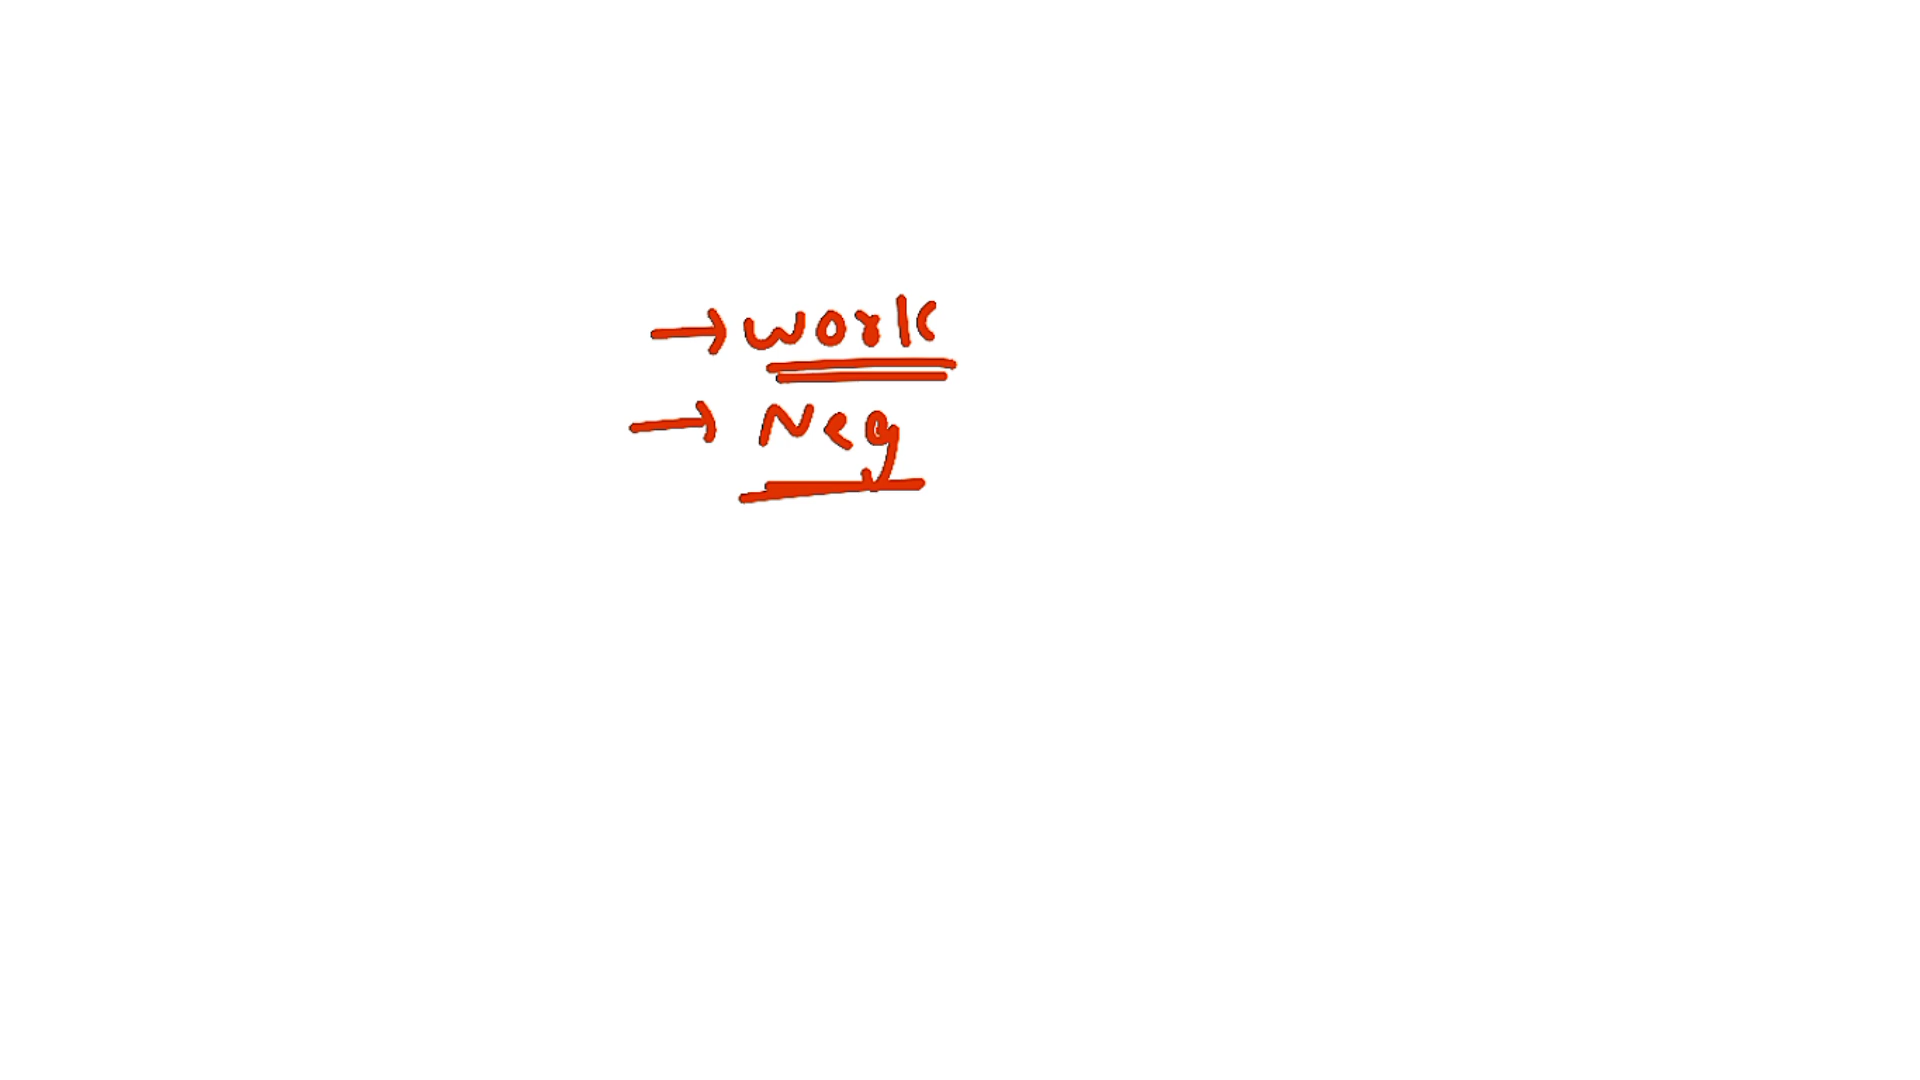 → work
→ Neg